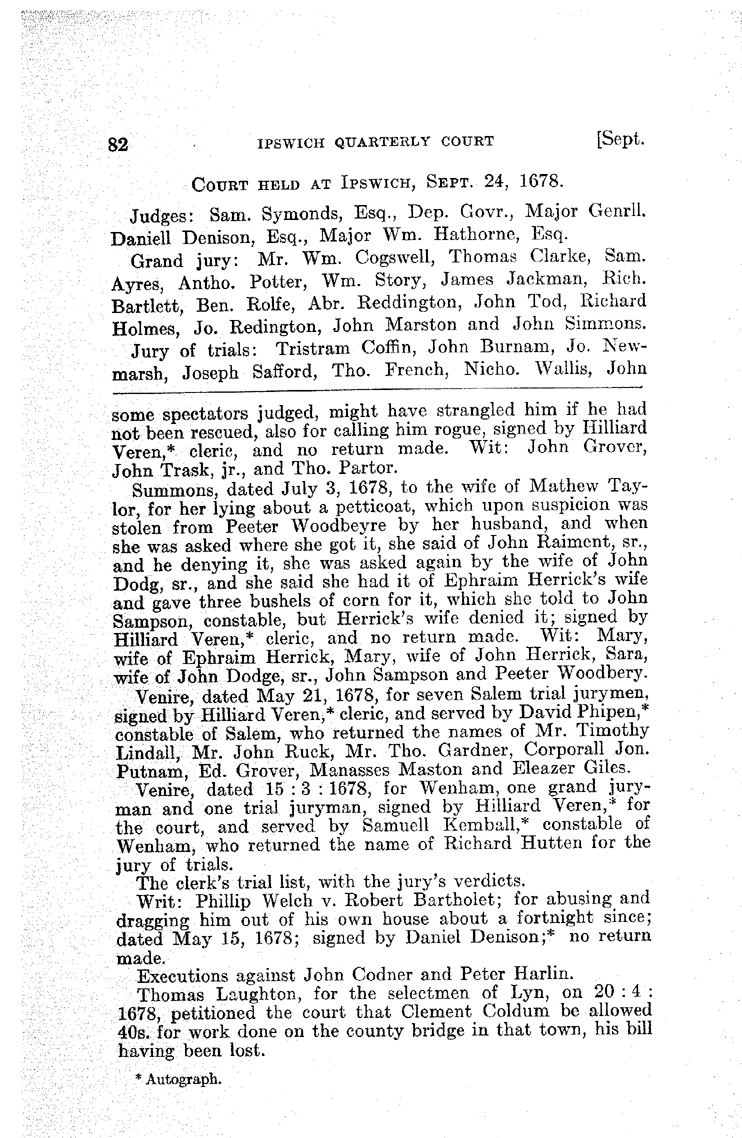 82 IPSWICH QUARTERLY COURT [Sept.
COURT HELD AT IPSWICH, SEPT. 24, 1678.
Judges: Sam. Symonds, Esq., Dep. Govr., Major Genrll.
Daniell Denison, Esq., Major Wm. Hathorne, Esq.
Grand jury: Mr. Wm. Cogswell, Thomas Clarke, Sam.
Ayres, Antho. Potter, Wm. Story, James Jackman, Rich.
Bartlett, Ben. Rolfe, Abr. Reddington, John Tod, Richard
Holmes, Jo. Redington, John Marston and John Simmons.
Jury of trials: Tristram Coffin, John Burnam, Jo. New-
marsh, Joseph Safford, Tho. French, Nicho. Wallis, John
some spectators judged, might have strangled him if he had
not been rescued, also for calling him rogue, signed by Hilliard
Veren,* cleric, and no return made. Wit: John Grover,
John Trask, jr., and Tho. Partor.
Summons, dated July 3, 1678, to the wife of Mathew Tay-
lor, for her lying about a petticoat, which upon suspicion was
stolen from Peeter Woodbeyre by her husband, and when
she was asked where she got it, she said of John Raiment, sr.,
and he denying it, she was asked again by the wife of John
Dodg, sr., and she said she had it of Ephraim Herrick's wife
and gave three bushels of corn for it, which she told to John
Sampson, constable, but Herrick's wife denied it; signed by
Hilliard Veren,* cleric, and no return made. Wit: Mary,
wife of Ephraim Herrick, Mary, wife of John Herrick, Sara,
wife of John Dodge, sr., John Sampson and Peeter Woodbery.
Venire, dated May 21, 1678, for seven Salem trial jurymen,
signed by Hilliard Veren,* cleric, and served by David Phipen,*
constable of Salem, who returned the names of Mr. Timothy
Lindall, Mr. John Ruck, Mr. Tho. Gardner, Corporall Jon.
Putnam, Ed. Grover, Manasses Maston and Eleazer Giles.
Venire, dated 15 : 3 : 1678, for Wenham, one grand jury-
man and one trial juryman, signed by Hilliard Veren,* for
the court, and served by Samuell Kemball,* constable of
Wenham, who returned the name of Richard Hutten for the
jury of trials.
The clerk's trial list, with the jury's verdicts.
Writ: Phillip Welch v. Robert Bartholet; for abusing and
dragging him out of his own house about a fortnight since;
dated May 15, 1678; signed by Daniel Denison;* no return
made.
Executions against John Codner and Peter Harlin.
Thomas Laughton, for the selectmen of Lyn, on 20 : 4 :
1678, petitioned the court that Clement Coldum be allowed
40s. for work done on the county bridge in that town, his bill
having been lost.
* Autograph.